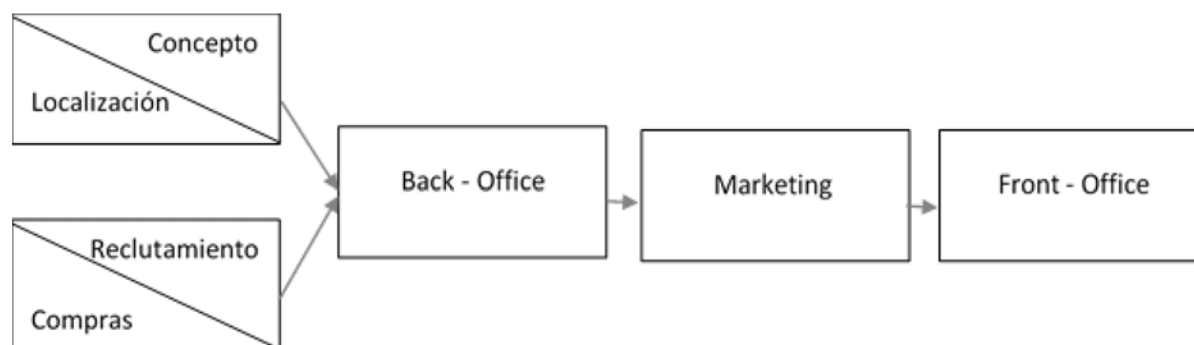 Concepto
Localización
Reclutamiento
Compras
Back - Office
Marketing
Front - Office